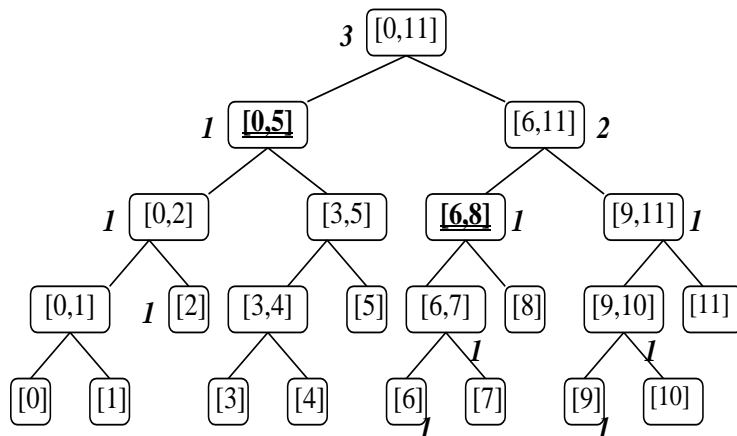 3 [0,11]
1 [0,5] [6,11] 2
1 [0,2] [3,5] [6,8] 1 [9,11] 1
[0,1] 1 [2] [3,4] [5] [6,7] [8] [9,10] [11]
1 1
[0] [1] [3] [4] [6] [7] [9] [10]
1 1